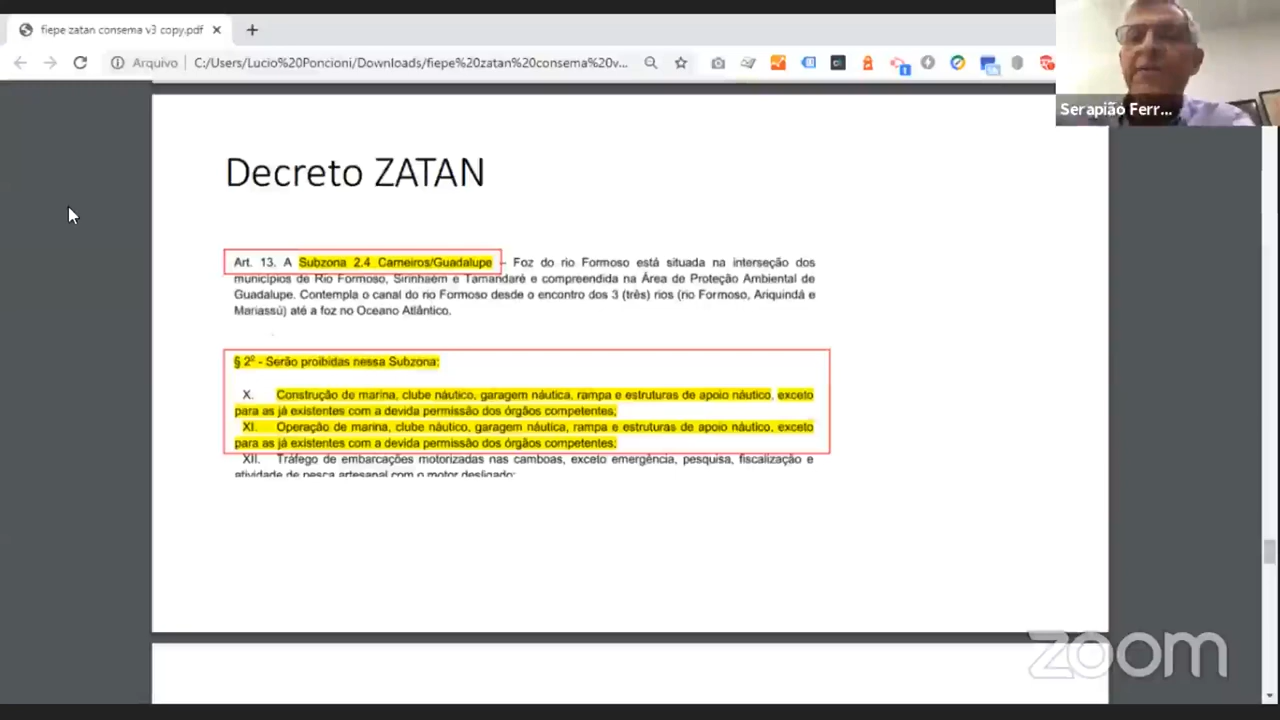 fiepe zatan consema v3 copy.pdf
Arquivo
C:/Users/Lucio%20Poncioni/Downloads/fiepe%20zatan%20consema%20v...
Serapião Ferr...
Decreto ZATAN
Art. 13. A Subzona 2.4 Carneiros/Guadalupe – Foz do rio Formoso está situada na interseção dos
municípios de Rio Formoso, Sirinhaém e Tamandaré e compreendida na Área de Proteção Ambiental de
Guadalupe. Contempla o canal do rio Formoso desde o encontro dos 3 (três) rios (rio Formoso, Ariquindá e
Mariassú) até a foz no Oceano Atlântico.
§ 2º - Serão proibidas nessa Subzona:
X. Construção de marina, clube náutico, garagem náutica, rampa e estruturas de apoio náutico, exceto
para as já existentes com a devida permissão dos órgãos competentes;
XI. Operação de marina, clube náutico, garagem náutica, rampa e estruturas de apoio náutico, exceto
para as já existentes com a devida permissão dos órgãos competentes;
XII. Tráfego de embarcações motorizadas nas camboas, exceto emergência, pesquisa, fiscalização e
atividade de pesca artesanal com o motor desligado;
zoom